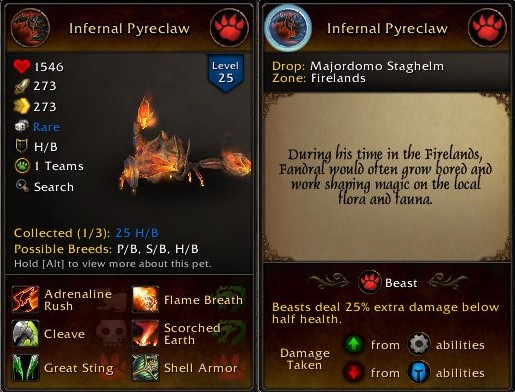 Infernal Pyreclaw
1546
Level
25
273
273
Rare
H/B
1 Teams
Search
Collected (1/3): 25 H/B
Possible Breeds: P/B, S/B, H/B
Hold [Alt] to view more about this pet.
Adrenaline
Rush
Flame Breath
Cleave
Scorched
Earth
Great Sting
Shell Armor
Infernal Pyreclaw
Drop: Majordomo Staghelm
Zone: Firelands
During his time in the Firelands,
Fandral would often grow bored and
work shaping magic on the local
flora and fauna.
Beast
Beasts deal 25% extra damage below
half health.
Damage
Taken
from abilities
from abilities